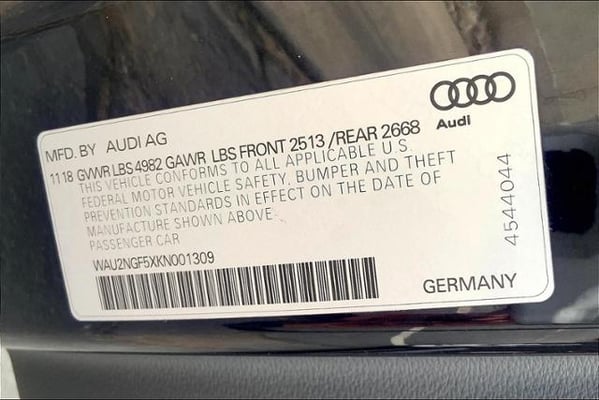 MFD. BY AUDI AG
Audi
11 18 GVWR LBS 4982 GAWR LBS FRONT 2513 /REAR 2668
THIS VEHICLE CONFORMS TO ALL APPLICABLE U.S.
FEDERAL MOTOR VEHICLE SAFETY, BUMPER AND THEFT
PREVENTION STANDARDS IN EFFECT ON THE DATE OF
MANUFACTURE SHOWN ABOVE.
PASSENGER CAR
WAU2NGF5XKN001309
4544044
GERMANY